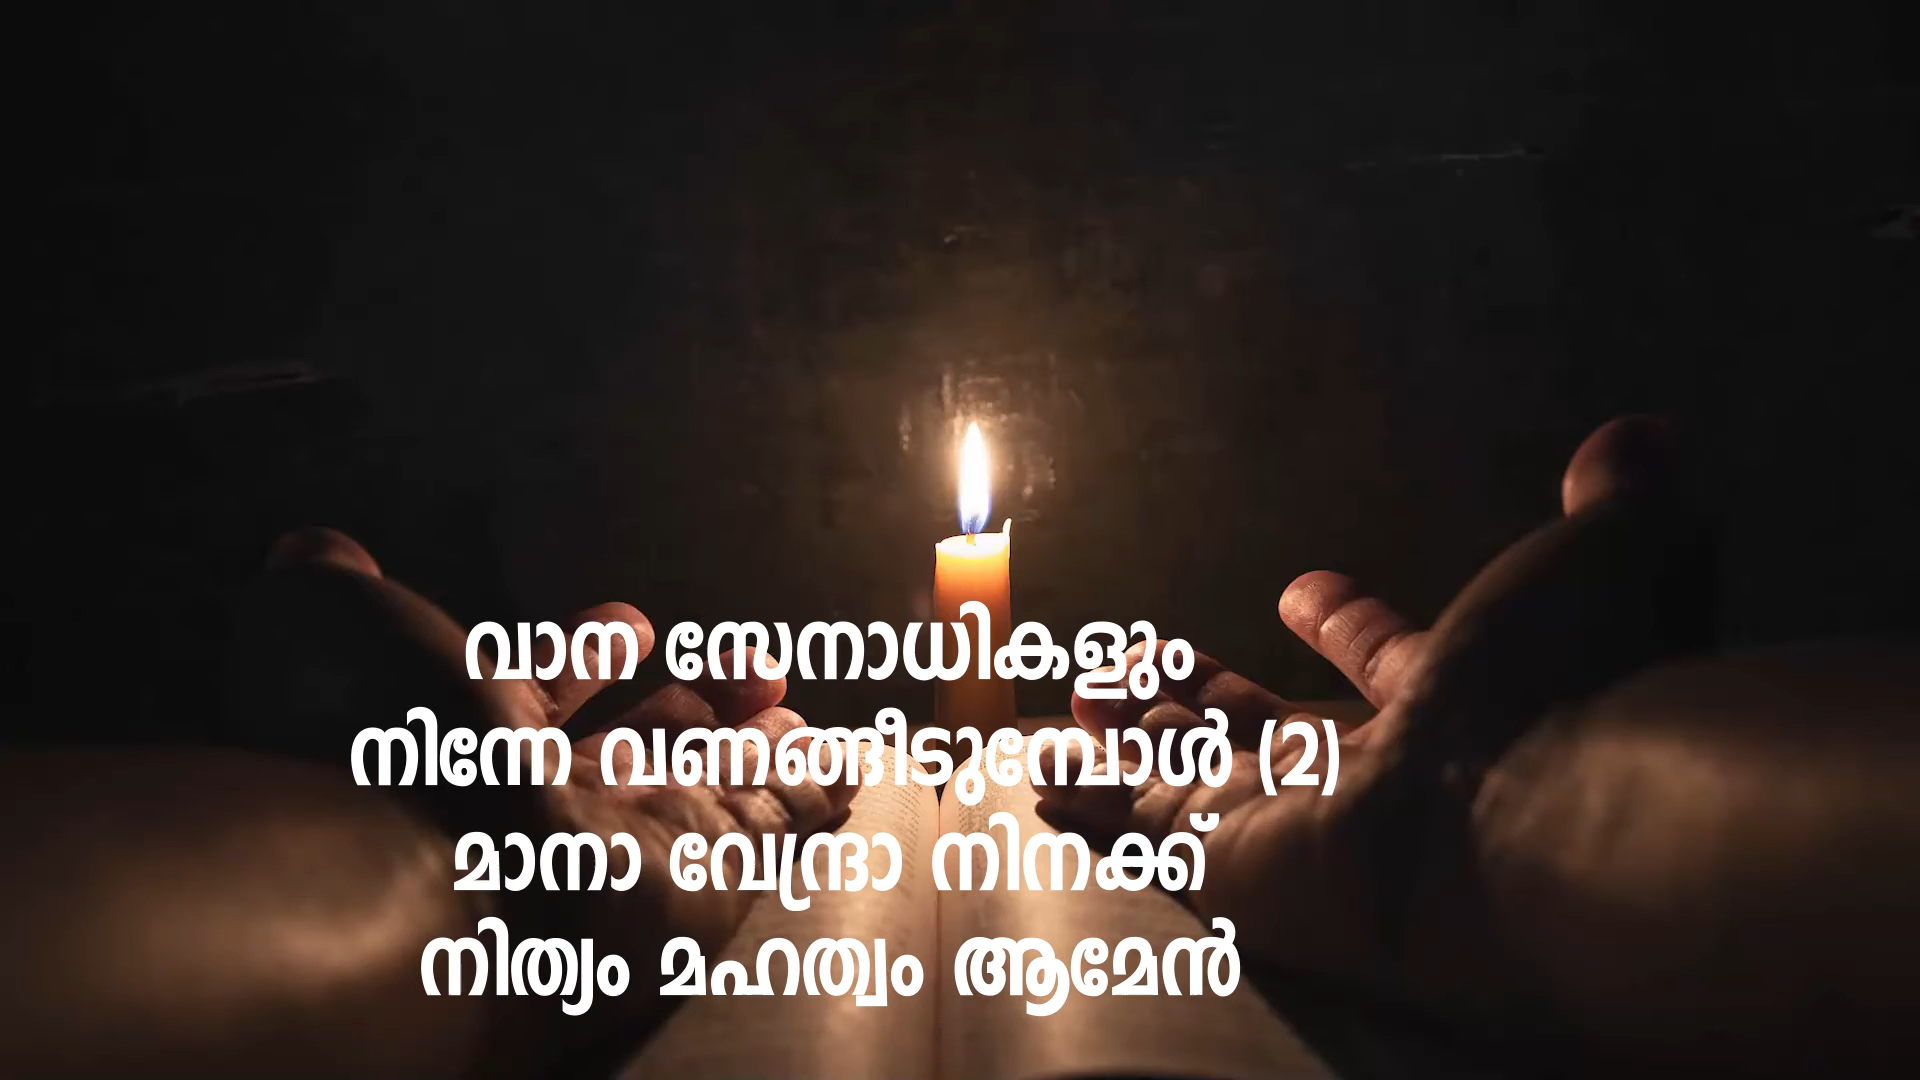 വാന സേനാധികളും
നിന്നേ വണങ്ങീടുമ്പോൾ (2)
മാനാ വേന്ദ്രാ നിനക്ക്
നിത്യം മഹത്വം ആമേൻ